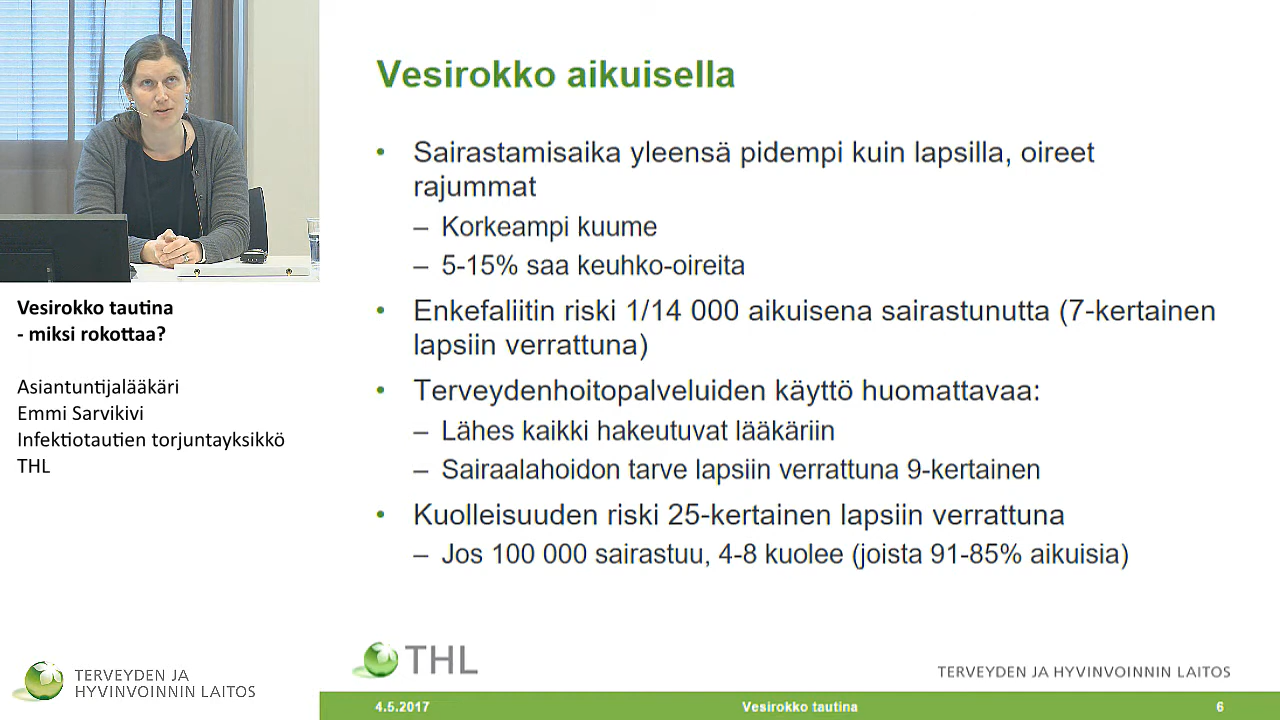 Vesirokko aikuisella
• Sairastamisaika yleensä pidempi kuin lapsilla, oireet
rajummat
– Korkeampi kuume
– 5-15% saa keuhko-oireita
• Enkefaliitin riski 1/14 000 aikuisena sairastunutta (7-kertainen
lapsiin verrattuna)
• Terveydenhoitopalveluiden käyttö huomattavaa:
– Lähes kaikki hakeutuvat lääkäriin
– Sairaalahoidon tarve lapsiin verrattuna 9-kertainen
• Kuolleisuuden riski 25-kertainen lapsiin verrattuna
– Jos 100 000 sairastuu, 4-8 kuolee (joista 91-85% aikuisia)
Vesirokko tautina
- miksi rokottaa?
Asiantuntijalääkäri
Emmi Sarvikivi
Infektiotautien torjuntayksikkö
THL
TERVEYDEN JA
HYVINVOINNIN LAITOS
THL
TERVEYDEN JA HYVINVOINNIN LAITOS
4.5.2017
Vesirokko tautina
6